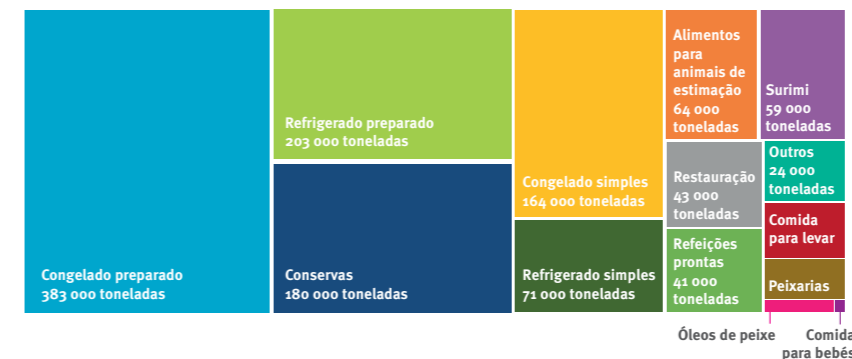 Congelado preparado
383 000 toneladas
Refrigerado preparado
203 000 toneladas
Conservas
180 000 toneladas
Congelado simples
164 000 toneladas
Refrigerado simples
71 000 toneladas
Alimentos
para
animais de
estimação
64 000
toneladas
Surimi
59 000
toneladas
Restauração
43 000
toneladas
Refeições
prontas
41 000
toneladas
Outros
24 000
toneladas
Comida
para levar
Peixarias
Óleos de peixe
Comida
para bebés